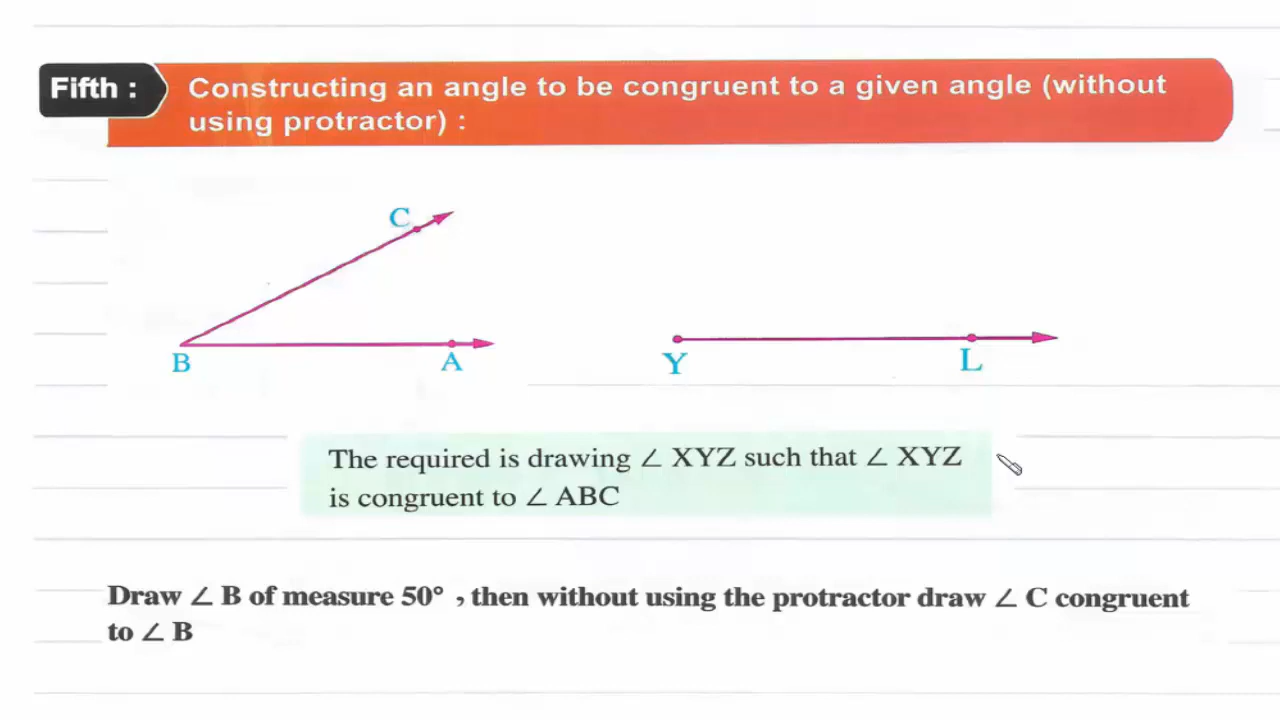 Fifth :
Constructing an angle to be congruent to a given angle (without
using protractor) :
C
B
A
Y
L
The required is drawing ∠ XYZ such that ∠ XYZ
is congruent to ∠ ABC
Draw ∠ B of measure 50° , then without using the protractor draw ∠ C congruent
to ∠ B